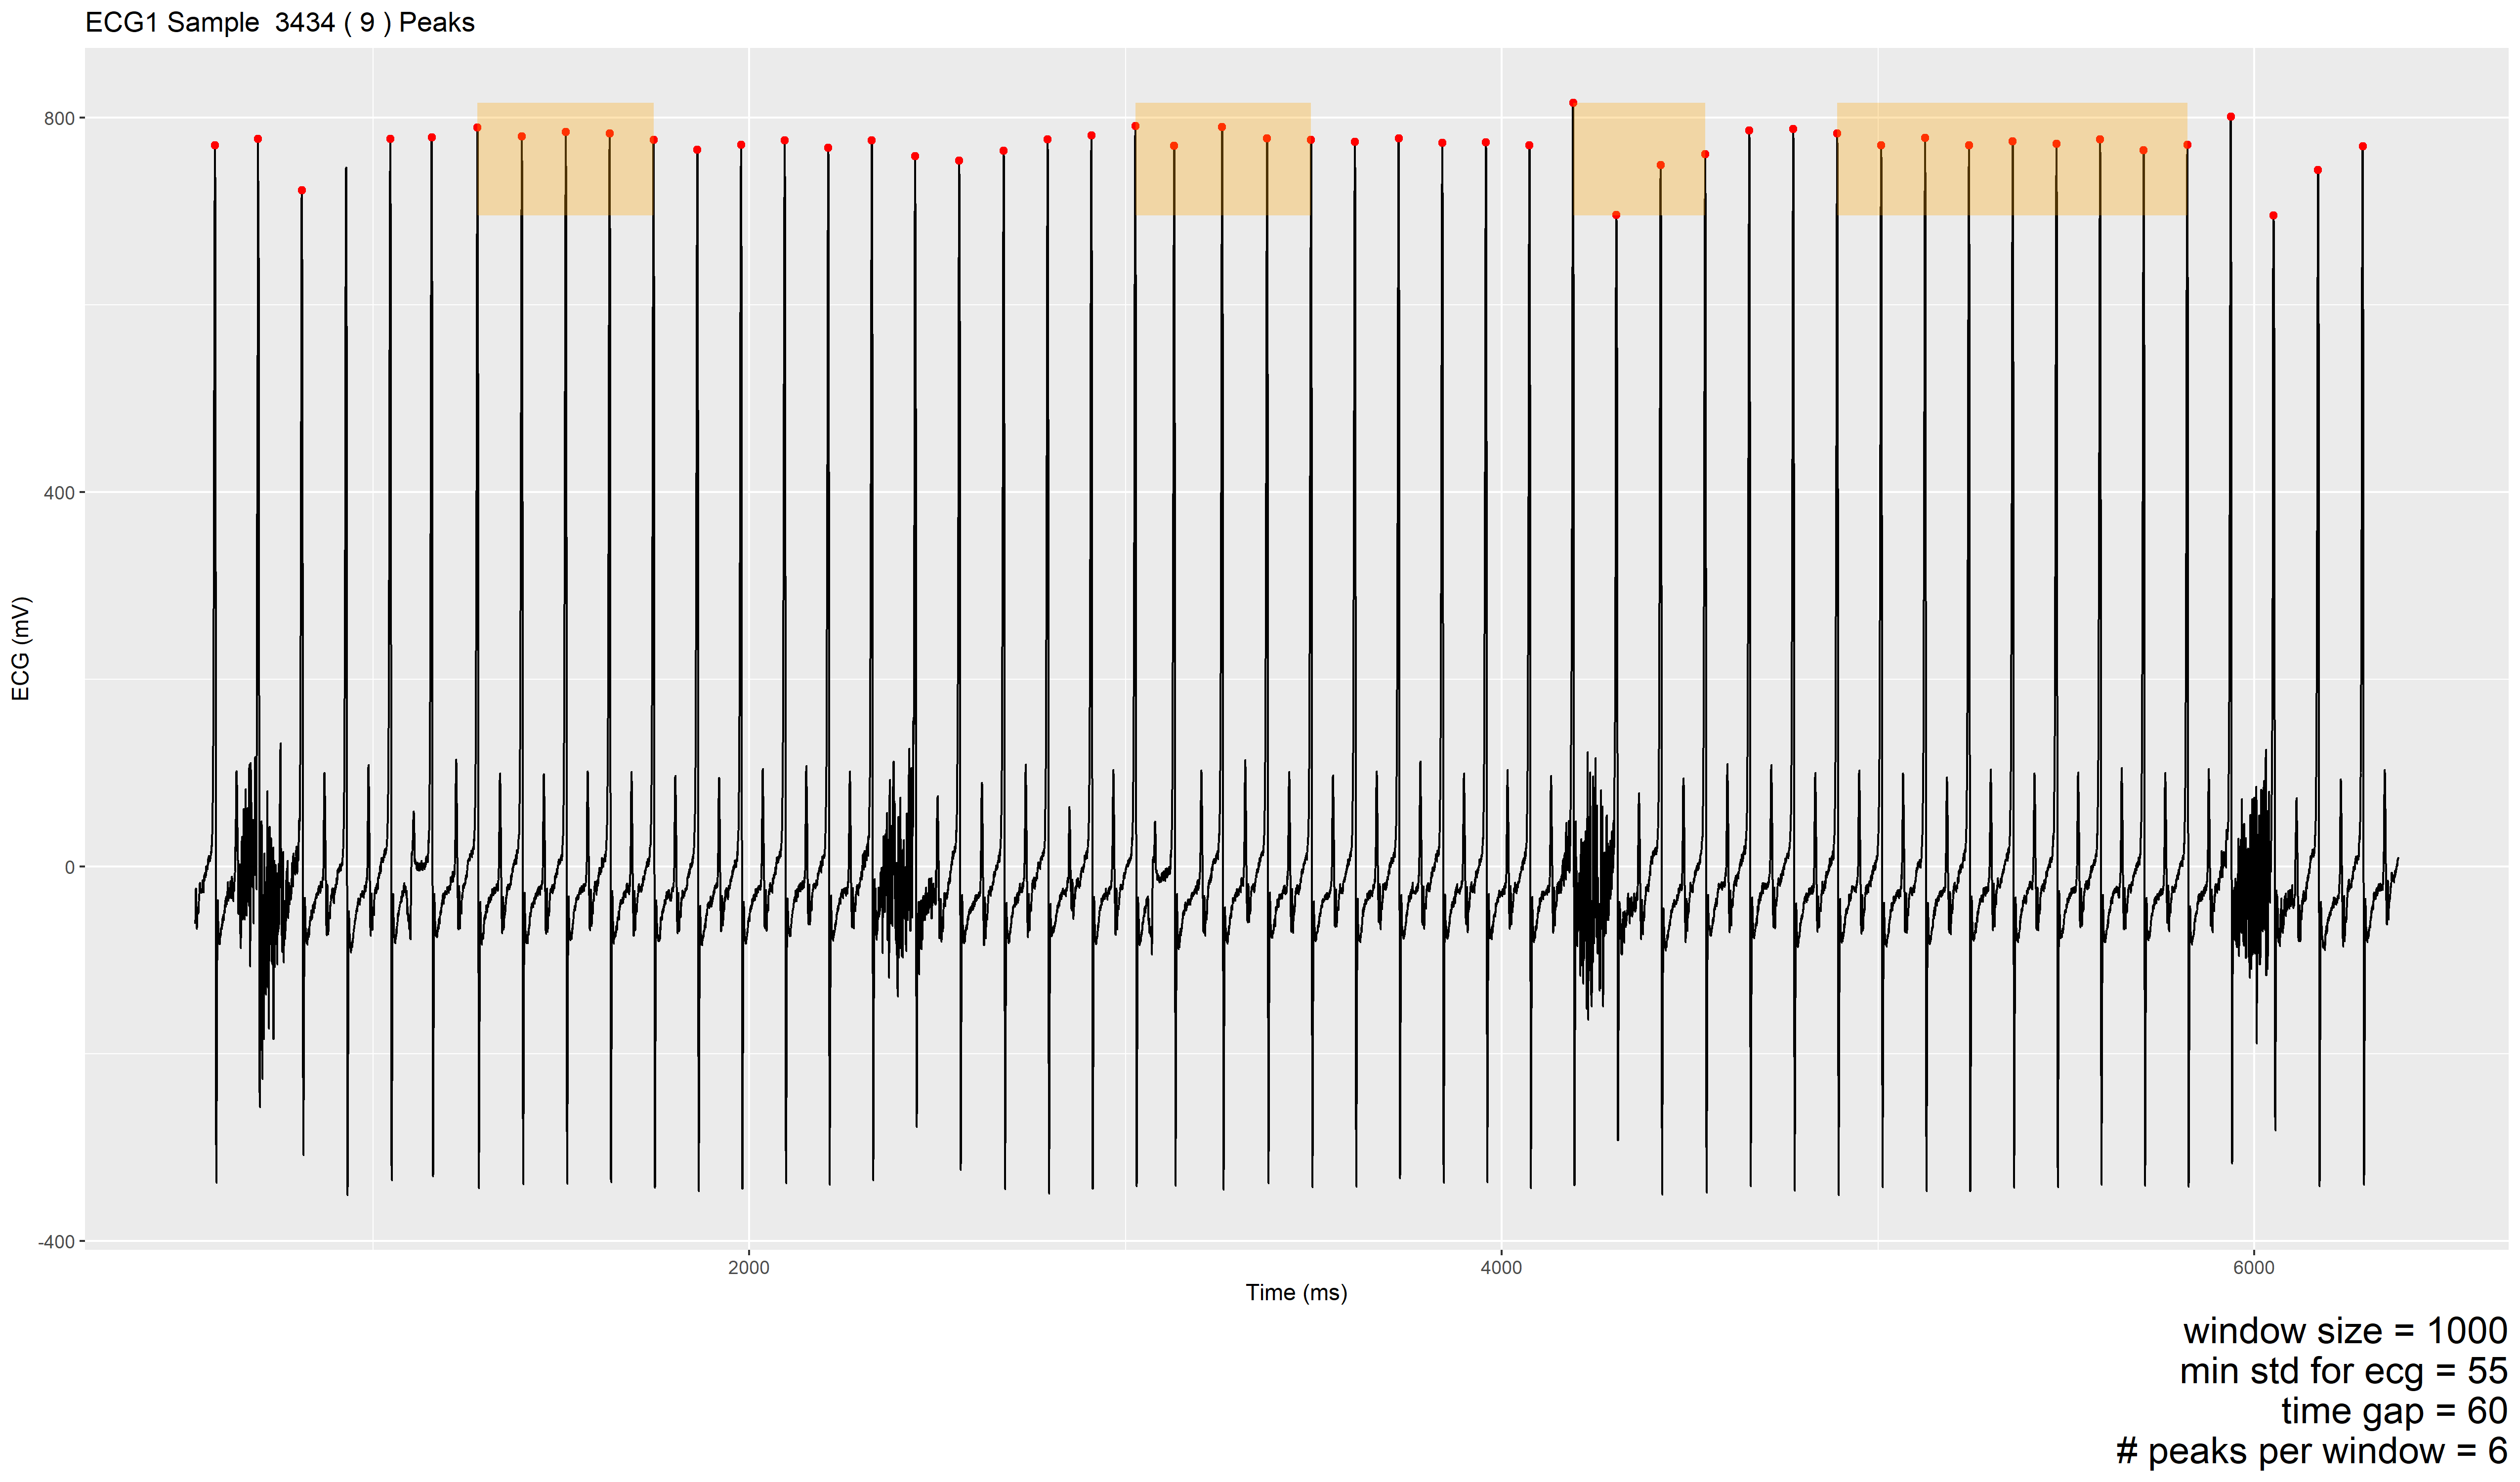 ECG1 Sample  3434 ( 9 ) Peaks
800
400
0
-400
ECG (mV)
2000
4000
6000
Time (ms)
window size = 1000
min std for ecg = 55
time gap = 60
# peaks per window = 6